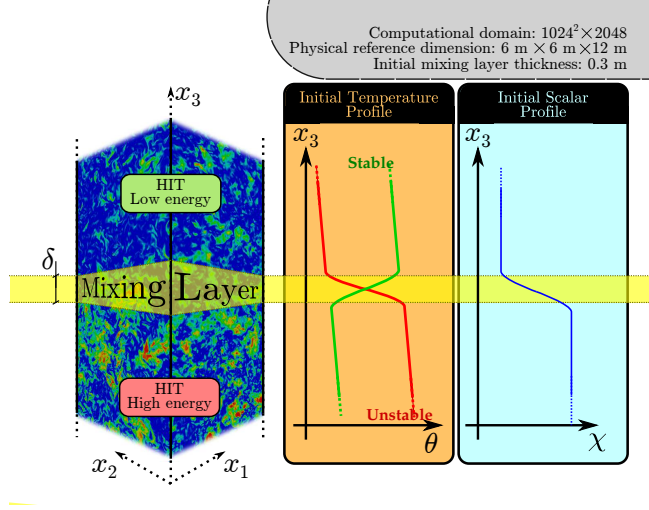 Computational domain: 1024²×2048
Physical reference dimension: 6 m ×6 m×12 m
Initial mixing layer thickness: 0.3 m
x₃
HIT
Low energy
δ
Mixing Layer
HIT
High energy
x₂
x₁
Initial Temperature
Profile
x₃
Stable
Unstable
θ
Initial Scalar
Profile
x₃
χ